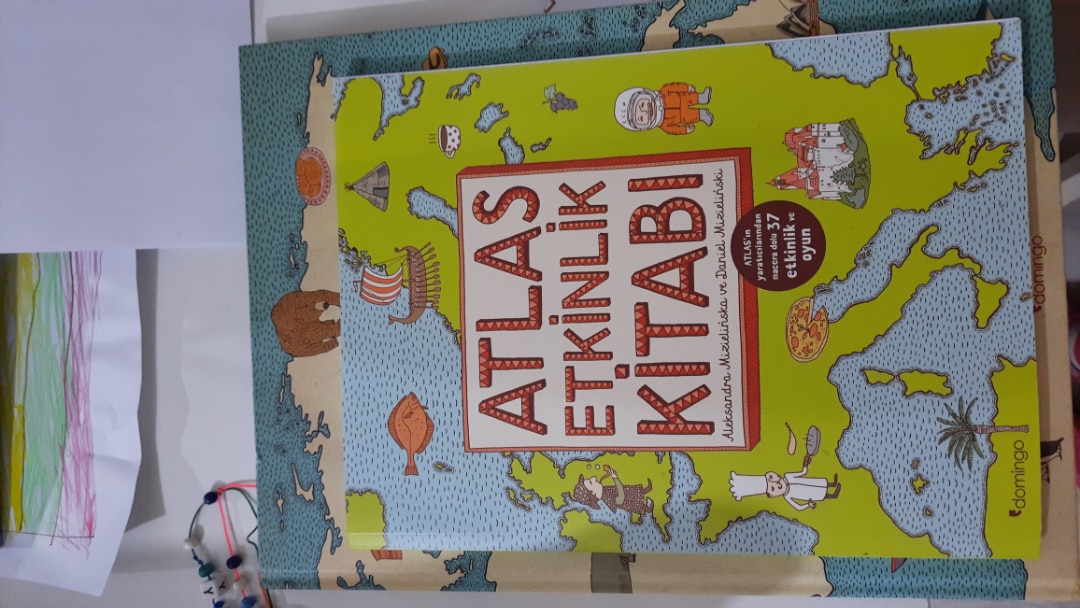 ATLAS
ETKİNLİK
KİTABI
Aleksandra Mizielińska ve Daniel Mizieliński
ATLAS'ın
yaratıcılarından
macera dolu 37
etkinlik ve
oyun
domingo
domingo
Y
Y